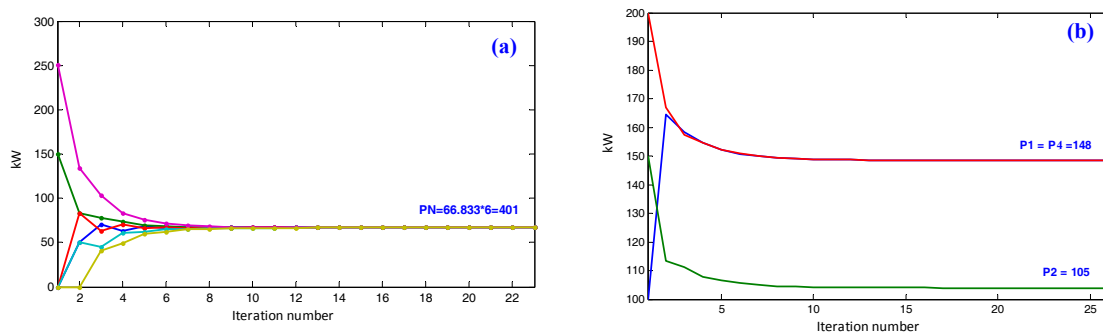 (a)
300
250
200
150
100
50
0
kW
PN=66.833*6=401
2 4 6 8 10 12 14 16 18 20 22
Iteration number
(b)
200
190
180
170
160
150
140
130
120
110
100
kW
P1 = P4 =148
P2 = 105
5 10 15 20 25
Iteration number